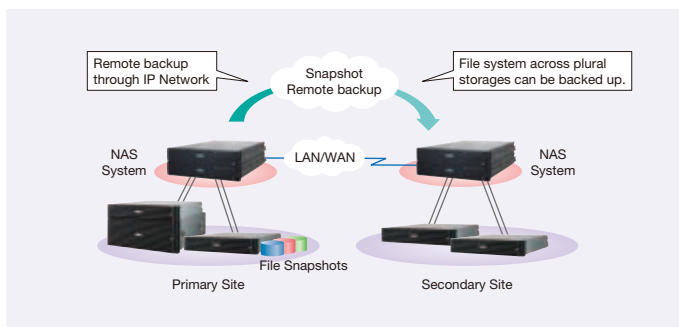 Remote backup
through IP Network
Snapshot
Remote backup
File system across plural
storages can be backed up.
NAS
System
LAN/WAN
NAS
System
File Snapshots
Primary Site
Secondary Site